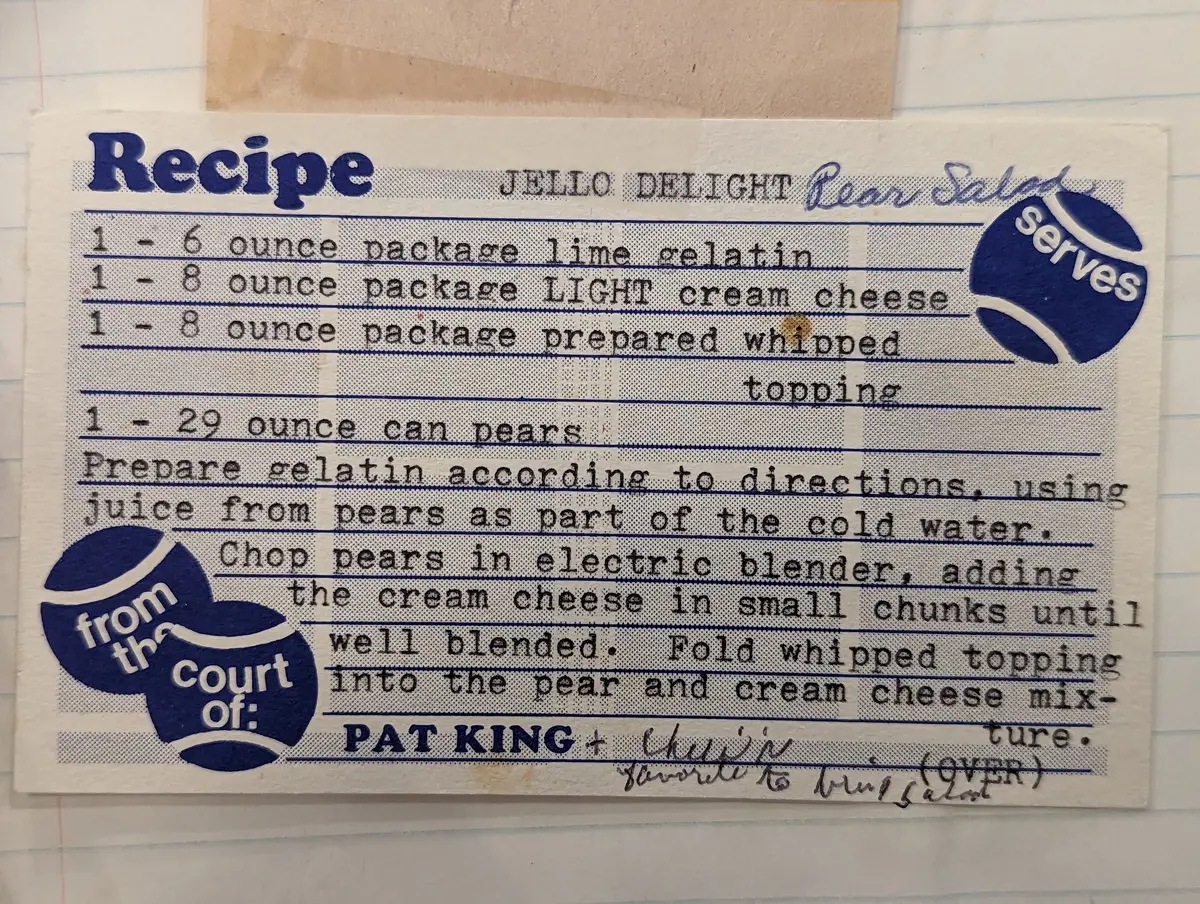 Recipe JELLO DELIGHT Pear Salad
serves
1 - 6 ounce package lime gelatin
1 - 8 ounce package LIGHT cream cheese
1 - 8 ounce package prepared whipped
topping
1 - 29 ounce can pears
Prepare gelatin according to directions, using
juice from pears as part of the cold water.
Chop pears in electric blender, adding
the cream cheese in small chunks until
well blended. Fold whipped topping
into the pear and cream cheese mix-
ture.
from
the
court
of:
PAT KING +
(OVER)
favorite to bring salad